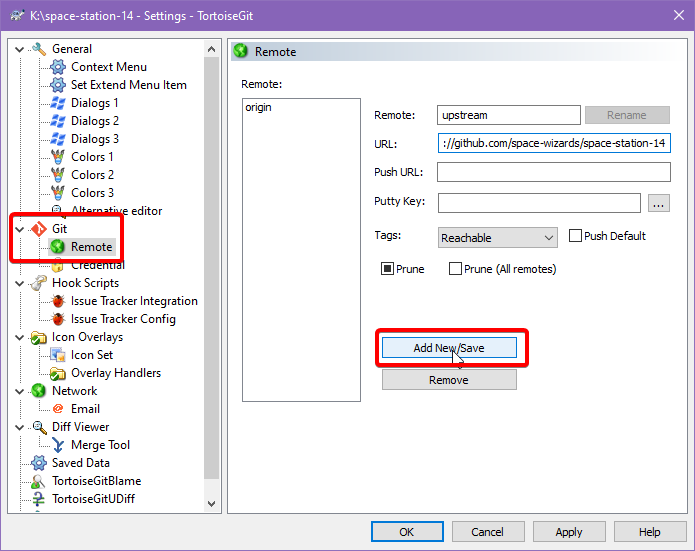 K:\space-station-14 - Settings - TortoiseGit
General
Context Menu
Set Extend Menu Item
Dialogs 1
Dialogs 2
Dialogs 3
Colors 1
Colors 2
Colors 3
Alternative editor
Git
Remote
Credential
Hook Scripts
Issue Tracker Integration
Issue Tracker Config
Icon Overlays
Icon Set
Overlay Handlers
Network
Email
Diff Viewer
Merge Tool
Saved Data
TortoiseGitBlame
TortoiseGitUDiff
Remote
Remote:
origin
Remote: upstream Rename
URL: ://github.com/space-wizards/space-station-14
Push URL:
Putty Key: ...
Tags: Reachable Push Default
Prune Prune (All remotes)
Add New/Save
Remove
OK Cancel Apply Help